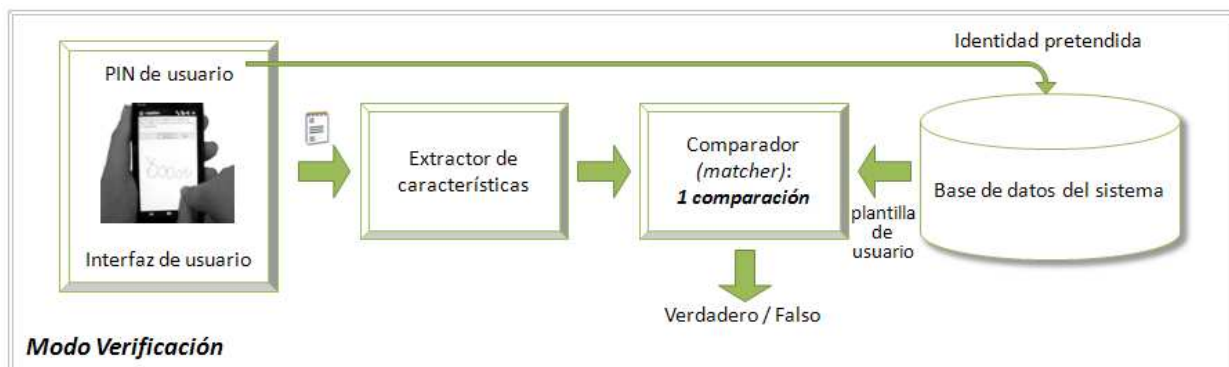 Identidad pretendida
PIN de usuario
Interfaz de usuario
Extractor de
características
Comparador
(matcher):
1 comparación
Base de datos del sistema
plantilla
de
usuario
Verdadero / Falso
Modo Verificación